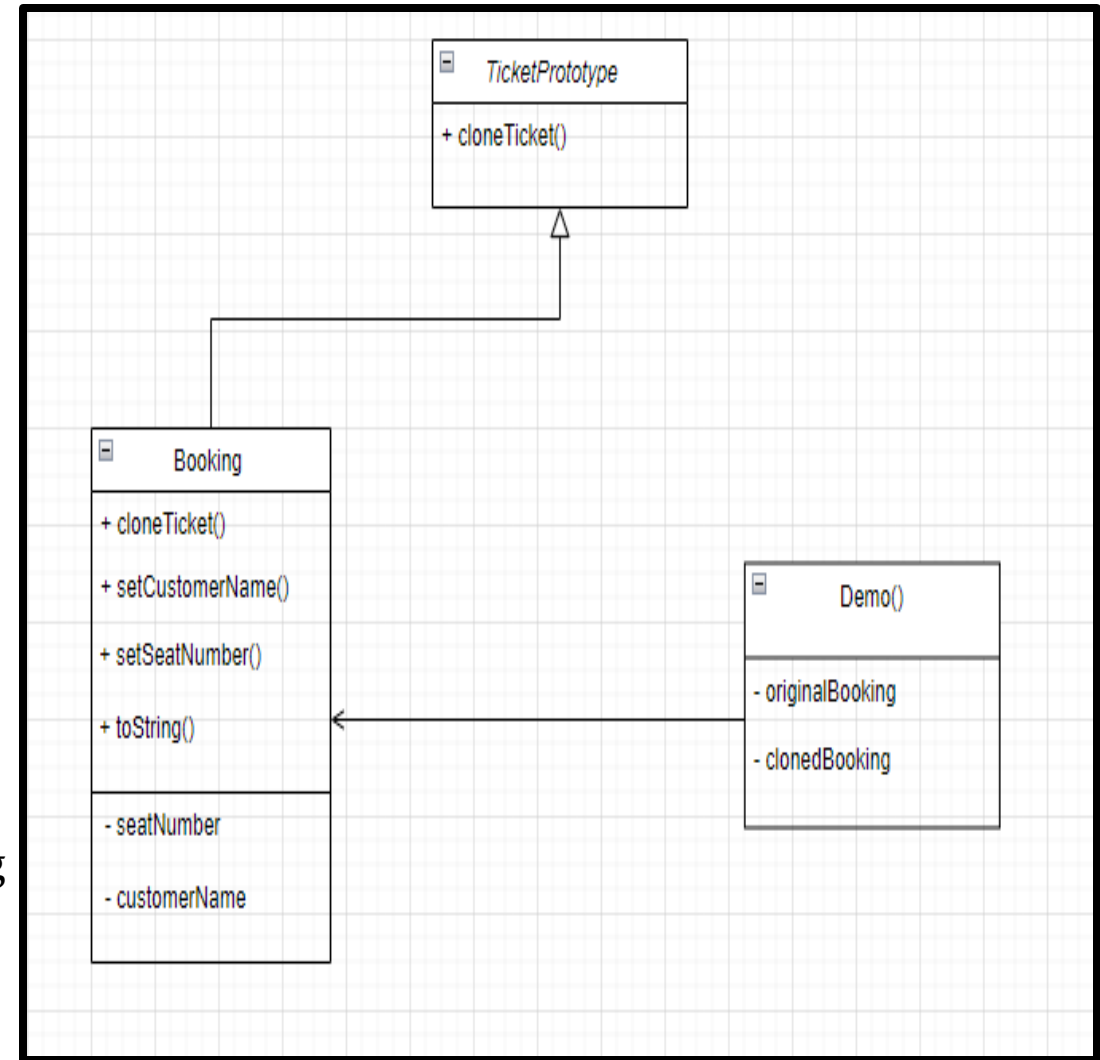 TicketPrototype
+ cloneTicket()
Booking
+ cloneTicket()
+ setCustomerName()
+ setSeatNumber()
+ toString()
- seatNumber
- customerName
Demo()
- originalBooking
- clonedBooking
g